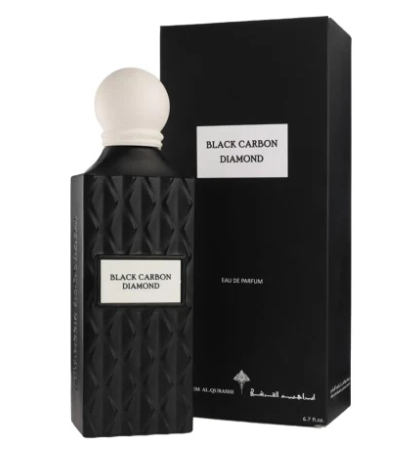 BLACK CARBON
DIAMOND
EAU DE PARFUM
6.7 fl.oz.
BLACK CARBON
DIAMOND